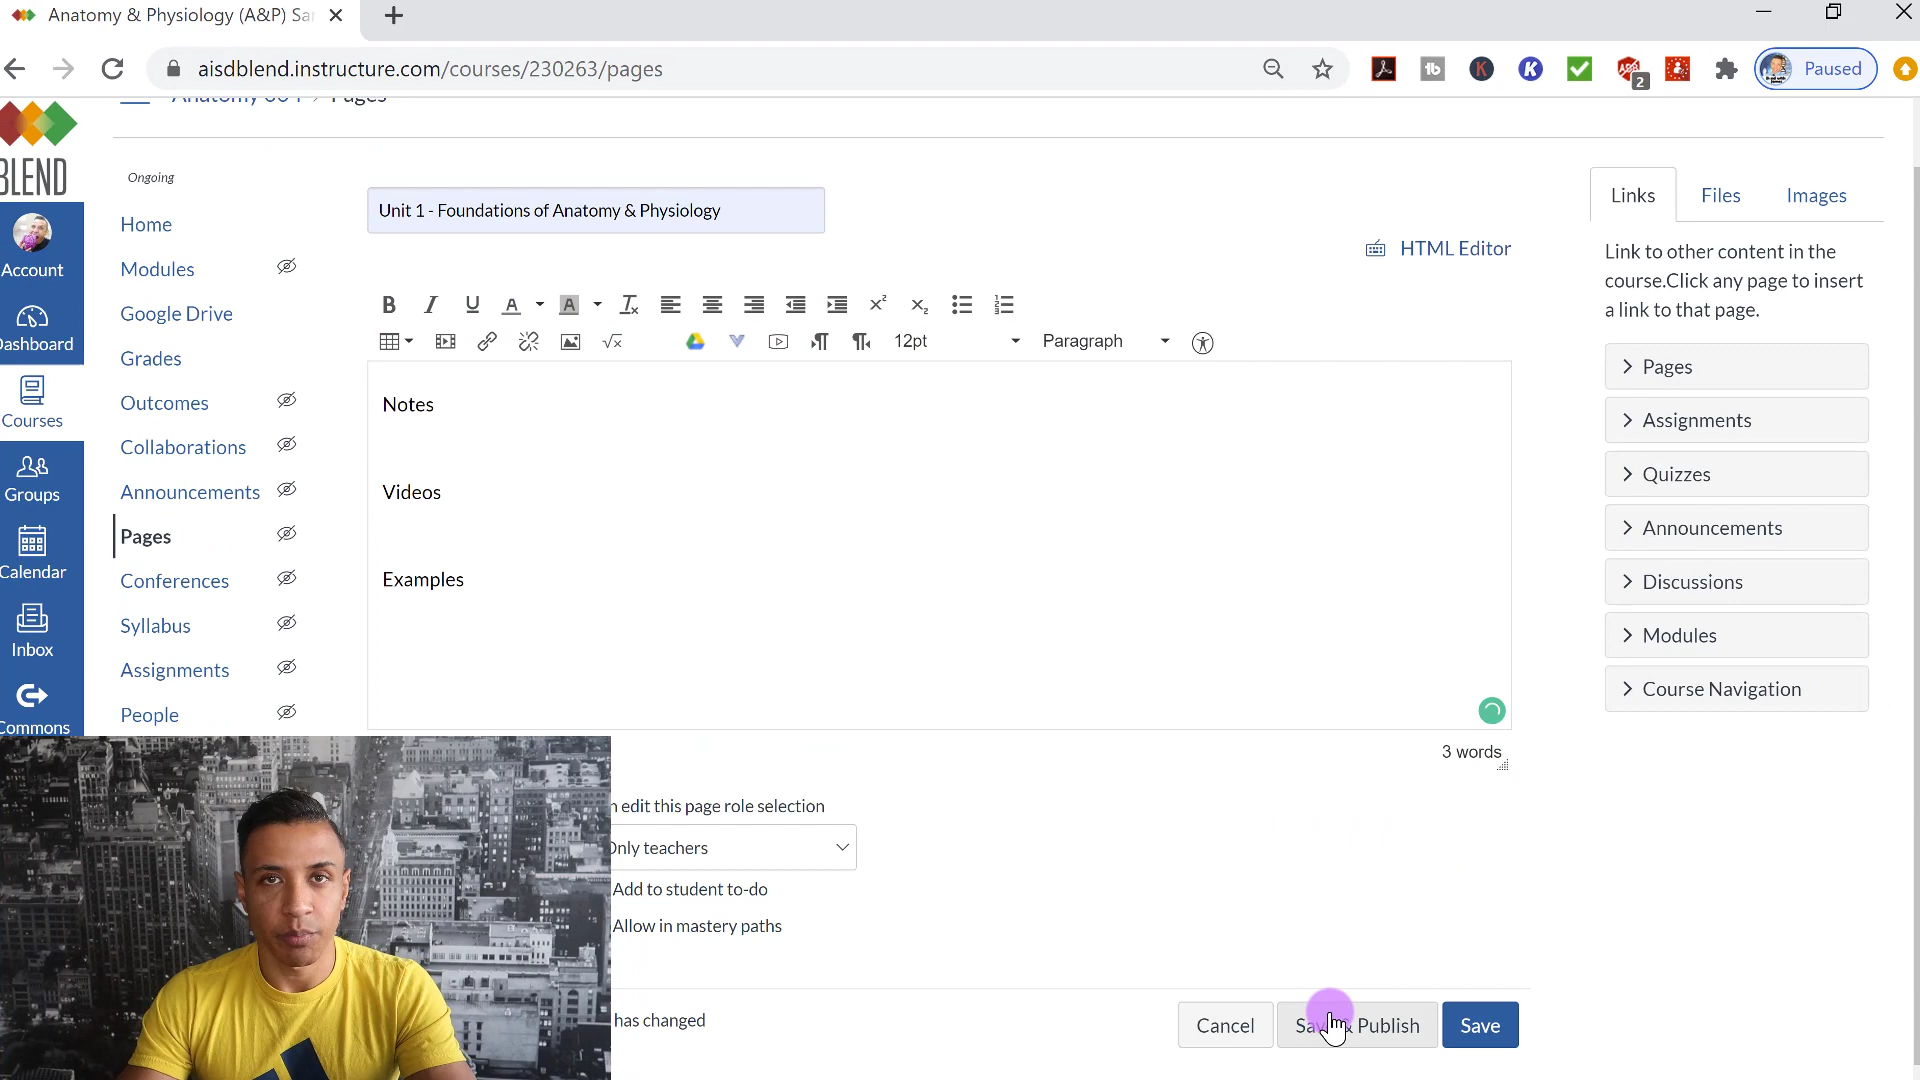 Anatomy & Physiology (A&P) Sa
aisdblend.instructure.com/courses/230263/pages
2
Paused
Pages
BLEND
Ongoing
Account
Dashboard
Courses
Groups
Calendar
Inbox
Commons
Home
Modules
Google Drive
Grades
Outcomes
Collaborations
Announcements
Pages
Conferences
Syllabus
Assignments
People
Unit 1 - Foundations of Anatomy & Physiology
HTML Editor
12pt
Paragraph
Notes
Videos
Examples
3 words
n edit this page role selection
Only teachers
Add to student to-do
Allow in mastery paths
has changed
Cancel
Save & Publish
Save
Links
Files
Images
Link to other content in the
course.Click any page to insert
a link to that page.
Pages
Assignments
Quizzes
Announcements
Discussions
Modules
Course Navigation